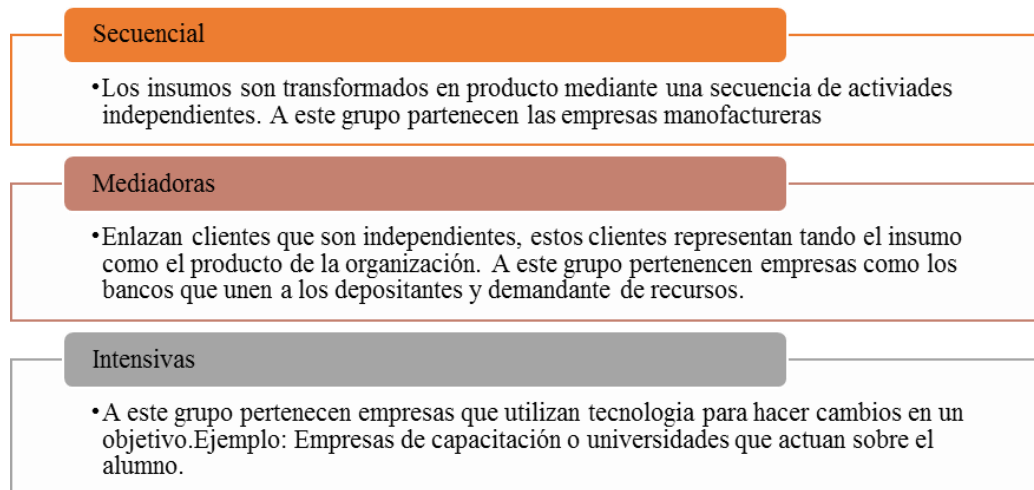 Secuencial
•Los insumos son transformados en producto mediante una secuencia de activiades
independientes. A este grupo partenecen las empresas manofactureras
Mediadoras
•Enlazan clientes que son independientes, estos clientes representan tando el insumo
como el producto de la organización. A este grupo pertenencen empresas como los
bancos que unen a los depositantes y demandante de recursos.
Intensivas
•A este grupo pertenecen empresas que utilizan tecnologia para hacer cambios en un
objetivo.Ejemplo: Empresas de capacitación o universidades que actuan sobre el
alumno.